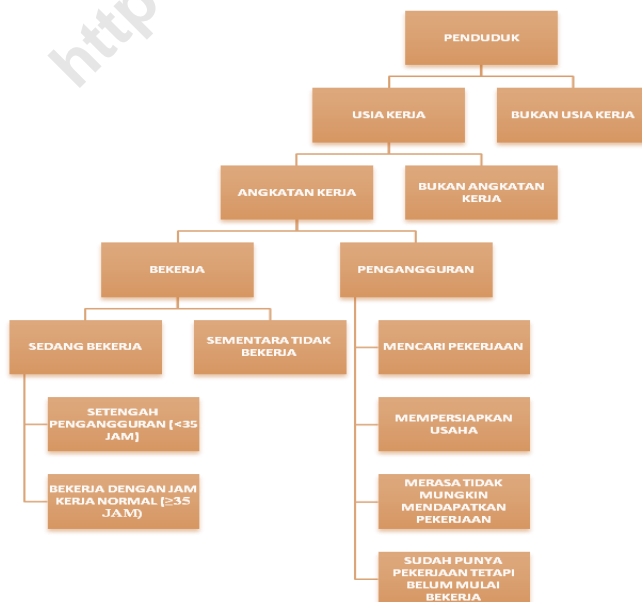 http
PENDUDUK
USIA KERJA
BUKAN USIA KERJA
ANGKATAN KERJA
BUKAN ANGKATAN
KERJA
BEKERJA
PENGANGGURAN
SEDANG BEKERJA
SEMENTARA TIDAK
BEKERJA
MENCARI PEKERJAAN
SETENGAH
PENGANGGURAN [<35
JAM]
MEMPERSIAPKAN
USAHA
BEKERJA DENGAN JAM
KERJA NORMAL (≥35
JAM)
MERASA TIDAK
MUNGKIN
MENDAPATKAN
PEKERJAAN
SUDAH PUNYA
PEKERJAAN TETAPI
BELUM MULAI
BEKERJA